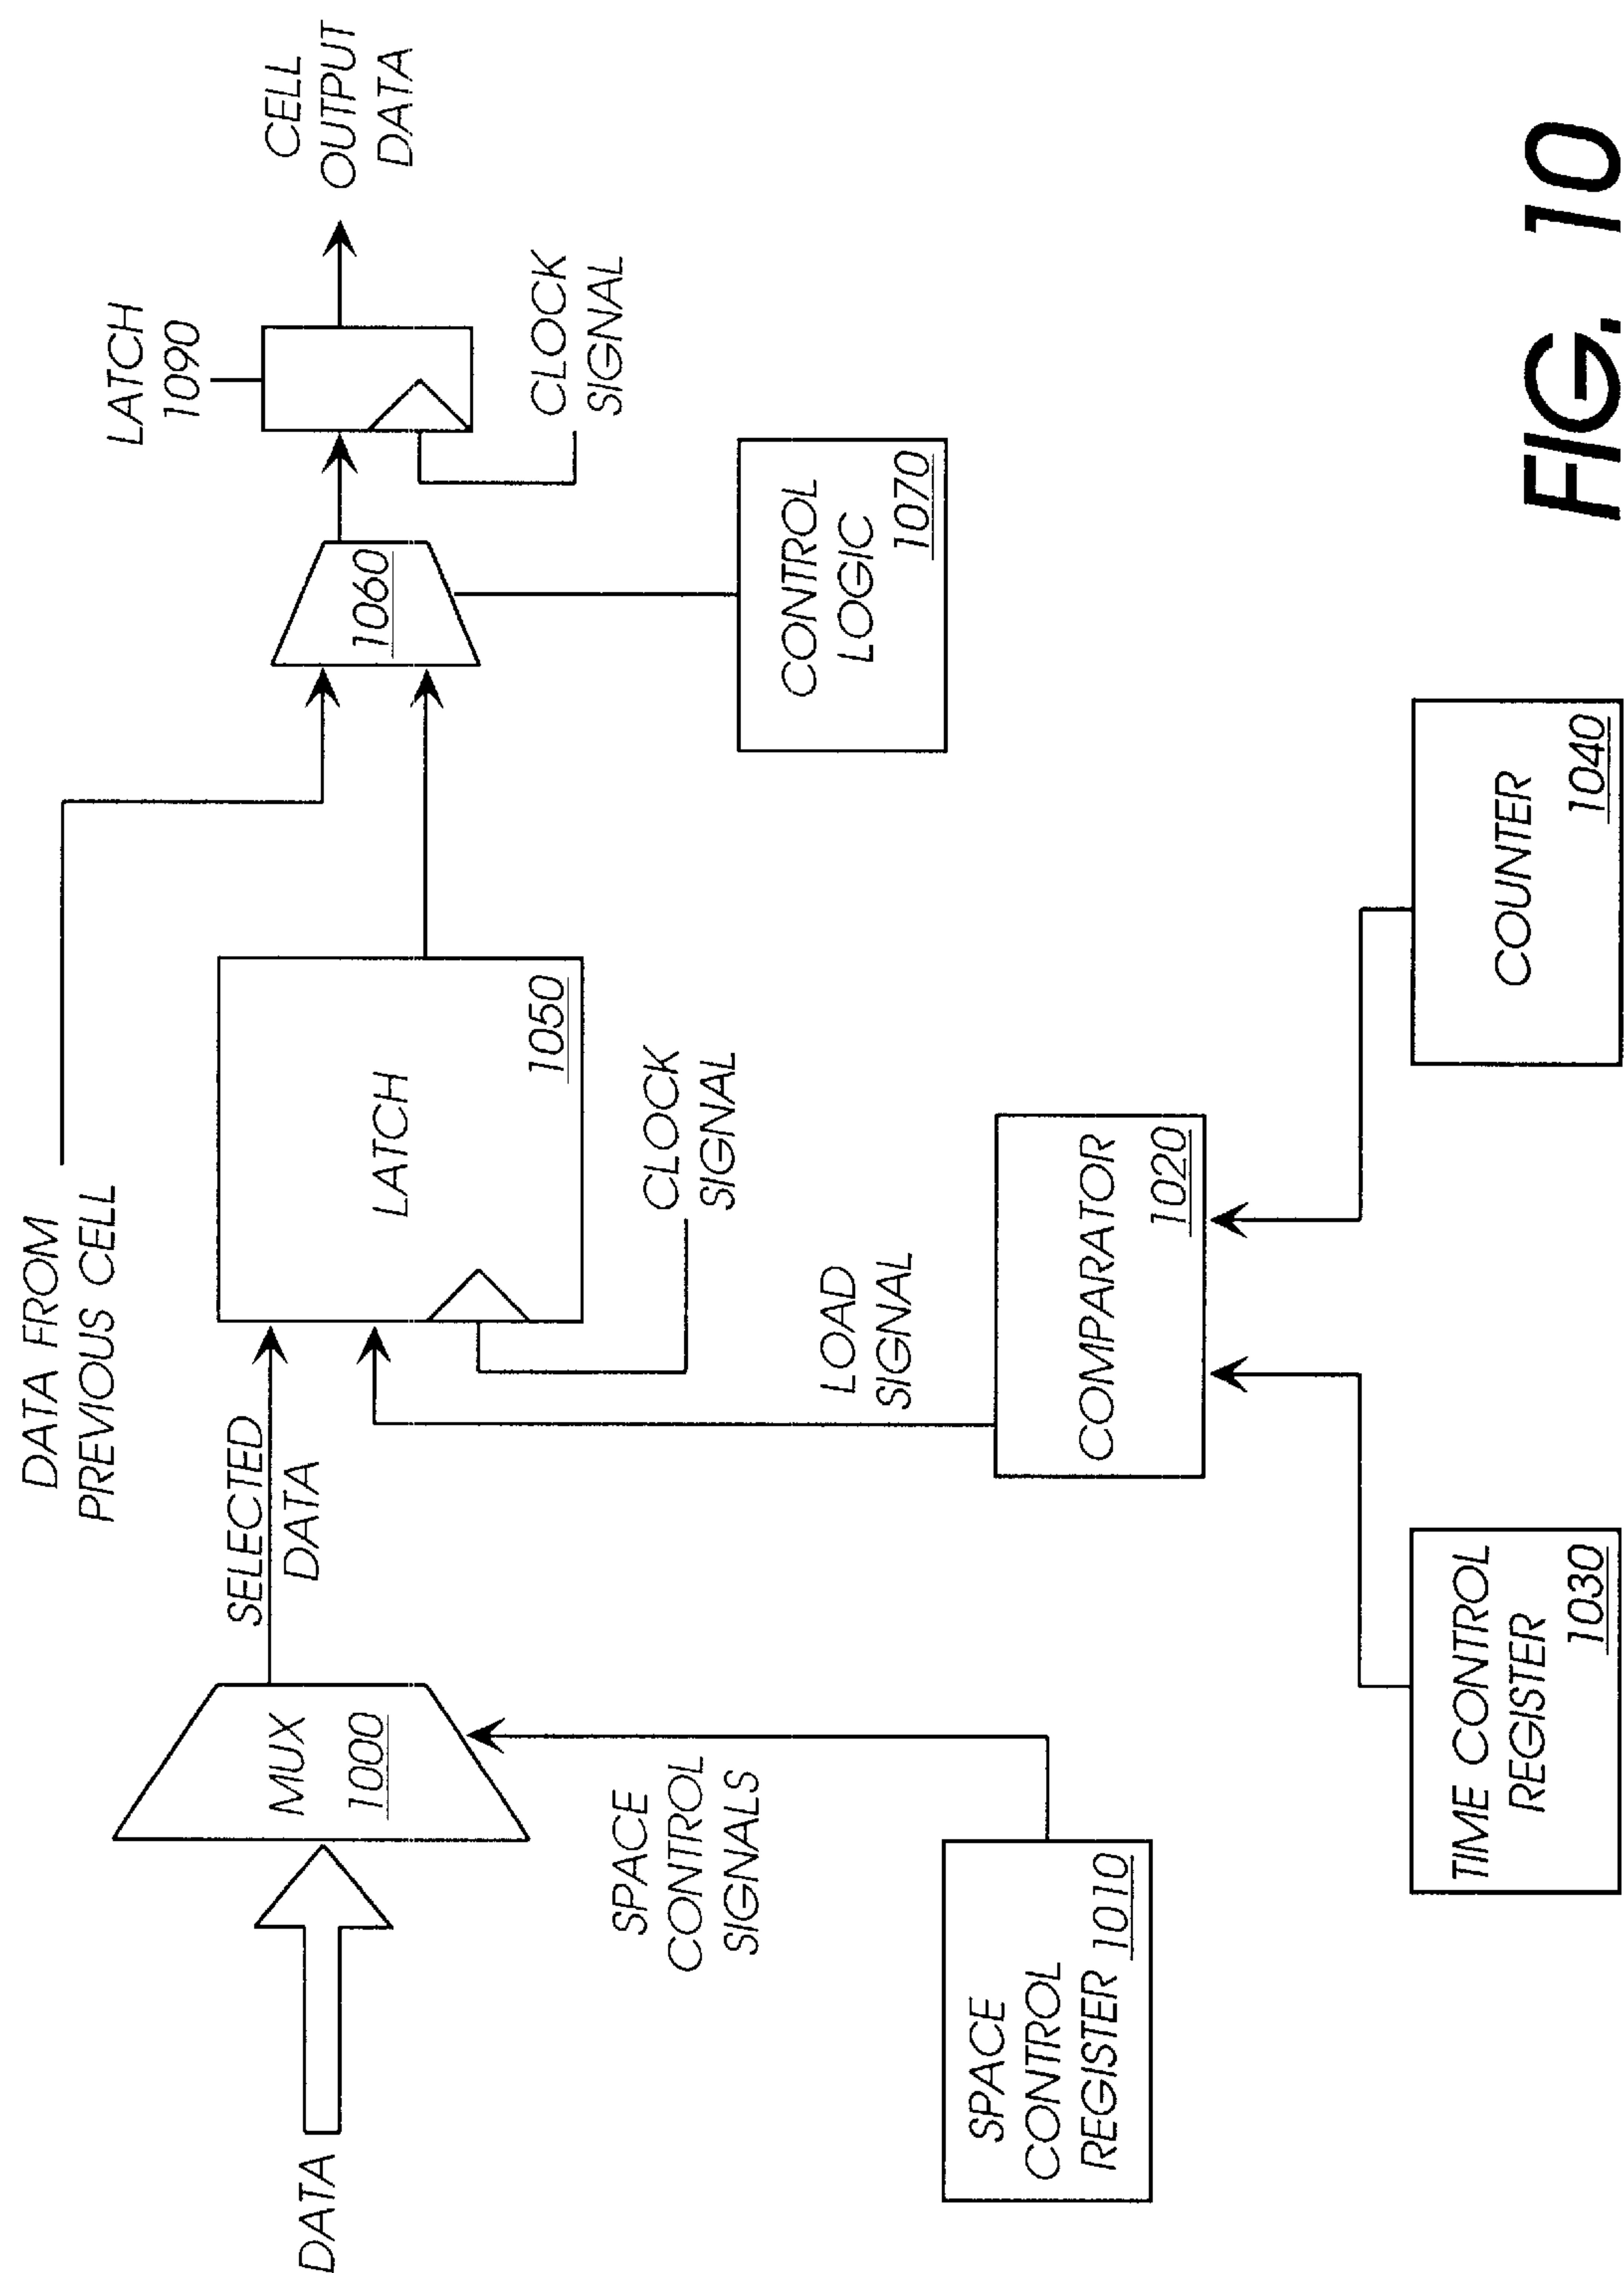 DATA FROM
PREVIOUS CELL
LATCH
1090
CELL
OUTPUT
DATA
DATA
MUX
1000
SELECTED
DATA
LATCH
1050
1060
CLOCK
SIGNAL
CLOCK
SIGNAL
SPACE
CONTROL
SIGNALS
LOAD
SIGNAL
CONTROL
LOGIC
1070
SPACE
CONTROL
REGISTER 1010
COMPARATOR
1020
TIME CONTROL
REGISTER
1030
COUNTER
1040
FIG. 10